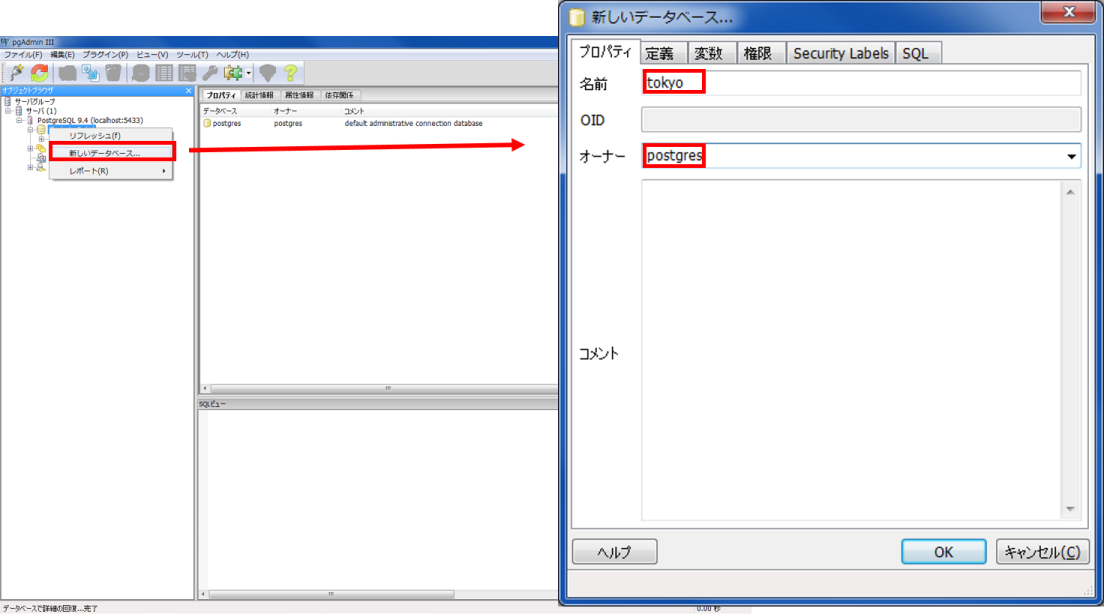 pgAdmin III
ファイル(F) 編集(E) プラグイン(P) ビュー(V) ツール(T) ヘルプ(H)
オブジェクトブラウザ
サーバグループ
サーバ (1)
PostgreSQL 9.4 (localhost:5433)
リフレッシュ(f)
新しいデータベース...
レポート(R)
プロパティ 統計情報 属性情報 依存関係
データベース オーナー コメント
postgres postgres default administrative connection database
SQLビュー
データベースで詳細の回復...完了
0.00 秒
新しいデータベース...
プロパティ 定義 変数 権限 Security Labels SQL
名前 tokyo
OID
オーナー postgres
コメント
ヘルプ OK キャンセル(C)